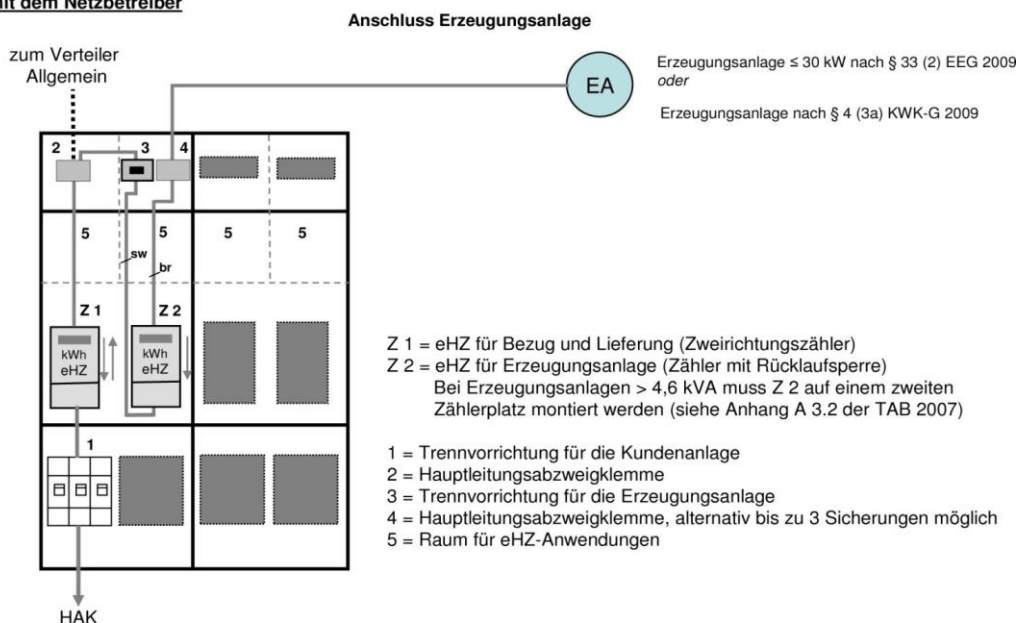 mit dem Netzbetreiber
Anschluss Erzeugungsanlage
zum Verteiler
Allgemein
EA
Erzeugungsanlage ≤ 30 kW nach § 33 (2) EEG 2009
oder
Erzeugungsanlage nach § 4 (3a) KWK-G 2009
2 3 4
5 5 5 5
sw
br
Z 1 Z 2
kWh
eHZ
kWh
eHZ
Z 1 = eHZ für Bezug und Lieferung (Zweirichtungszähler)
Z 2 = eHZ für Erzeugungsanlage (Zähler mit Rücklaufsperre)
Bei Erzeugungsanlagen > 4,6 kVA muss Z 2 auf einem zweiten
Zählerplatz montiert werden (siehe Anhang A 3.2 der TAB 2007)
1
1 = Trennvorrichtung für die Kundenanlage
2 = Hauptleitungsabzweigklemme
3 = Trennvorrichtung für die Erzeugungsanlage
4 = Hauptleitungsabzweigklemme, alternativ bis zu 3 Sicherungen möglich
5 = Raum für eHZ-Anwendungen
HAK